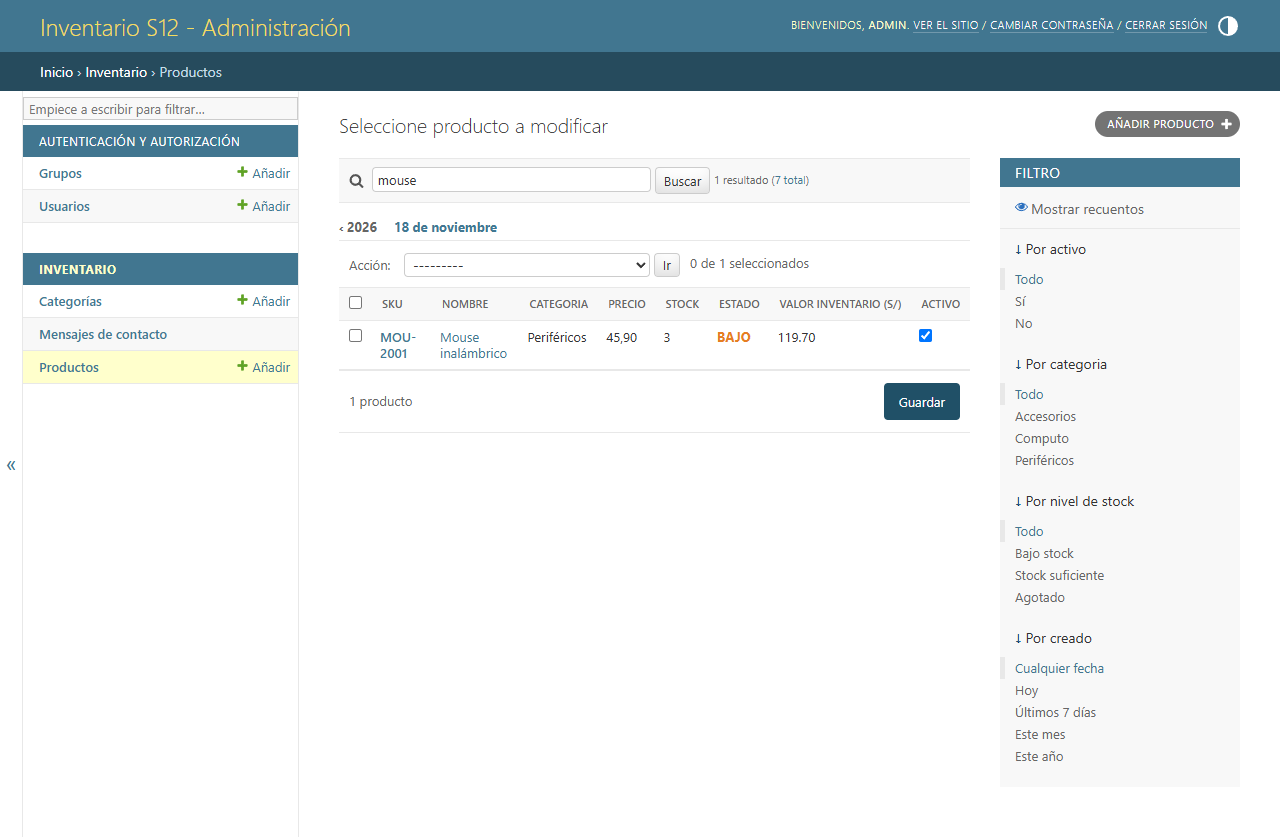 Inventario S12 - Administración
BIENVENIDOS, ADMIN. VER EL SITIO / CAMBIAR CONTRASEÑA / CERRAR SESIÓN
Inicio › Inventario › Productos
Empiece a escribir para filtrar...
AUTENTICACIÓN Y AUTORIZACIÓN
Grupos + Añadir
Usuarios + Añadir
INVENTARIO
Categorías + Añadir
Mensajes de contacto
Productos + Añadir
«
Seleccione producto a modificar
AÑADIR PRODUCTO +
mouse Buscar 1 resultado (7 total)
‹ 2026 18 de noviembre
Acción: --------- Ir 0 de 1 seleccionados
SKU NOMBRE CATEGORIA PRECIO STOCK ESTADO VALOR INVENTARIO (S/) ACTIVO
MOU-2001 Mouse inalámbrico Periféricos 45,90 3 BAJO 119.70
1 producto Guardar
FILTRO
Mostrar recuentos
↓ Por activo
Todo
Sí
No
↓ Por categoria
Todo
Accesorios
Computo
Periféricos
↓ Por nivel de stock
Todo
Bajo stock
Stock suficiente
Agotado
↓ Por creado
Cualquier fecha
Hoy
Últimos 7 días
Este mes
Este año